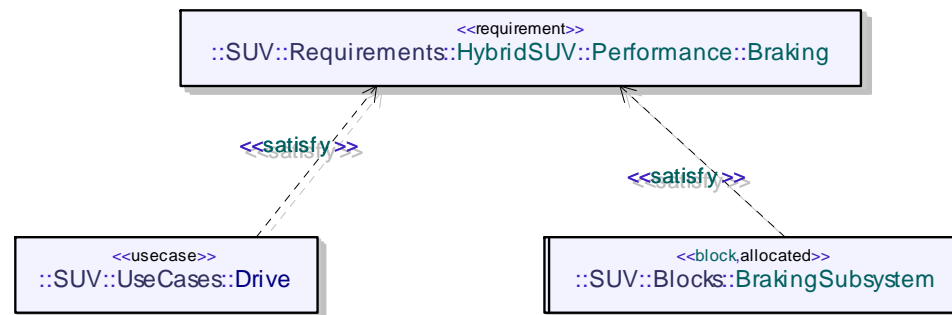 <<requirement>>
::SUV::Requirements::HybridSUV::Performance::Braking
<<satisfy>>
<<satisfy>>
<<usecase>>
::SUV::UseCases::Drive
<<block,allocated>>
::SUV::Blocks::BrakingSubsystem